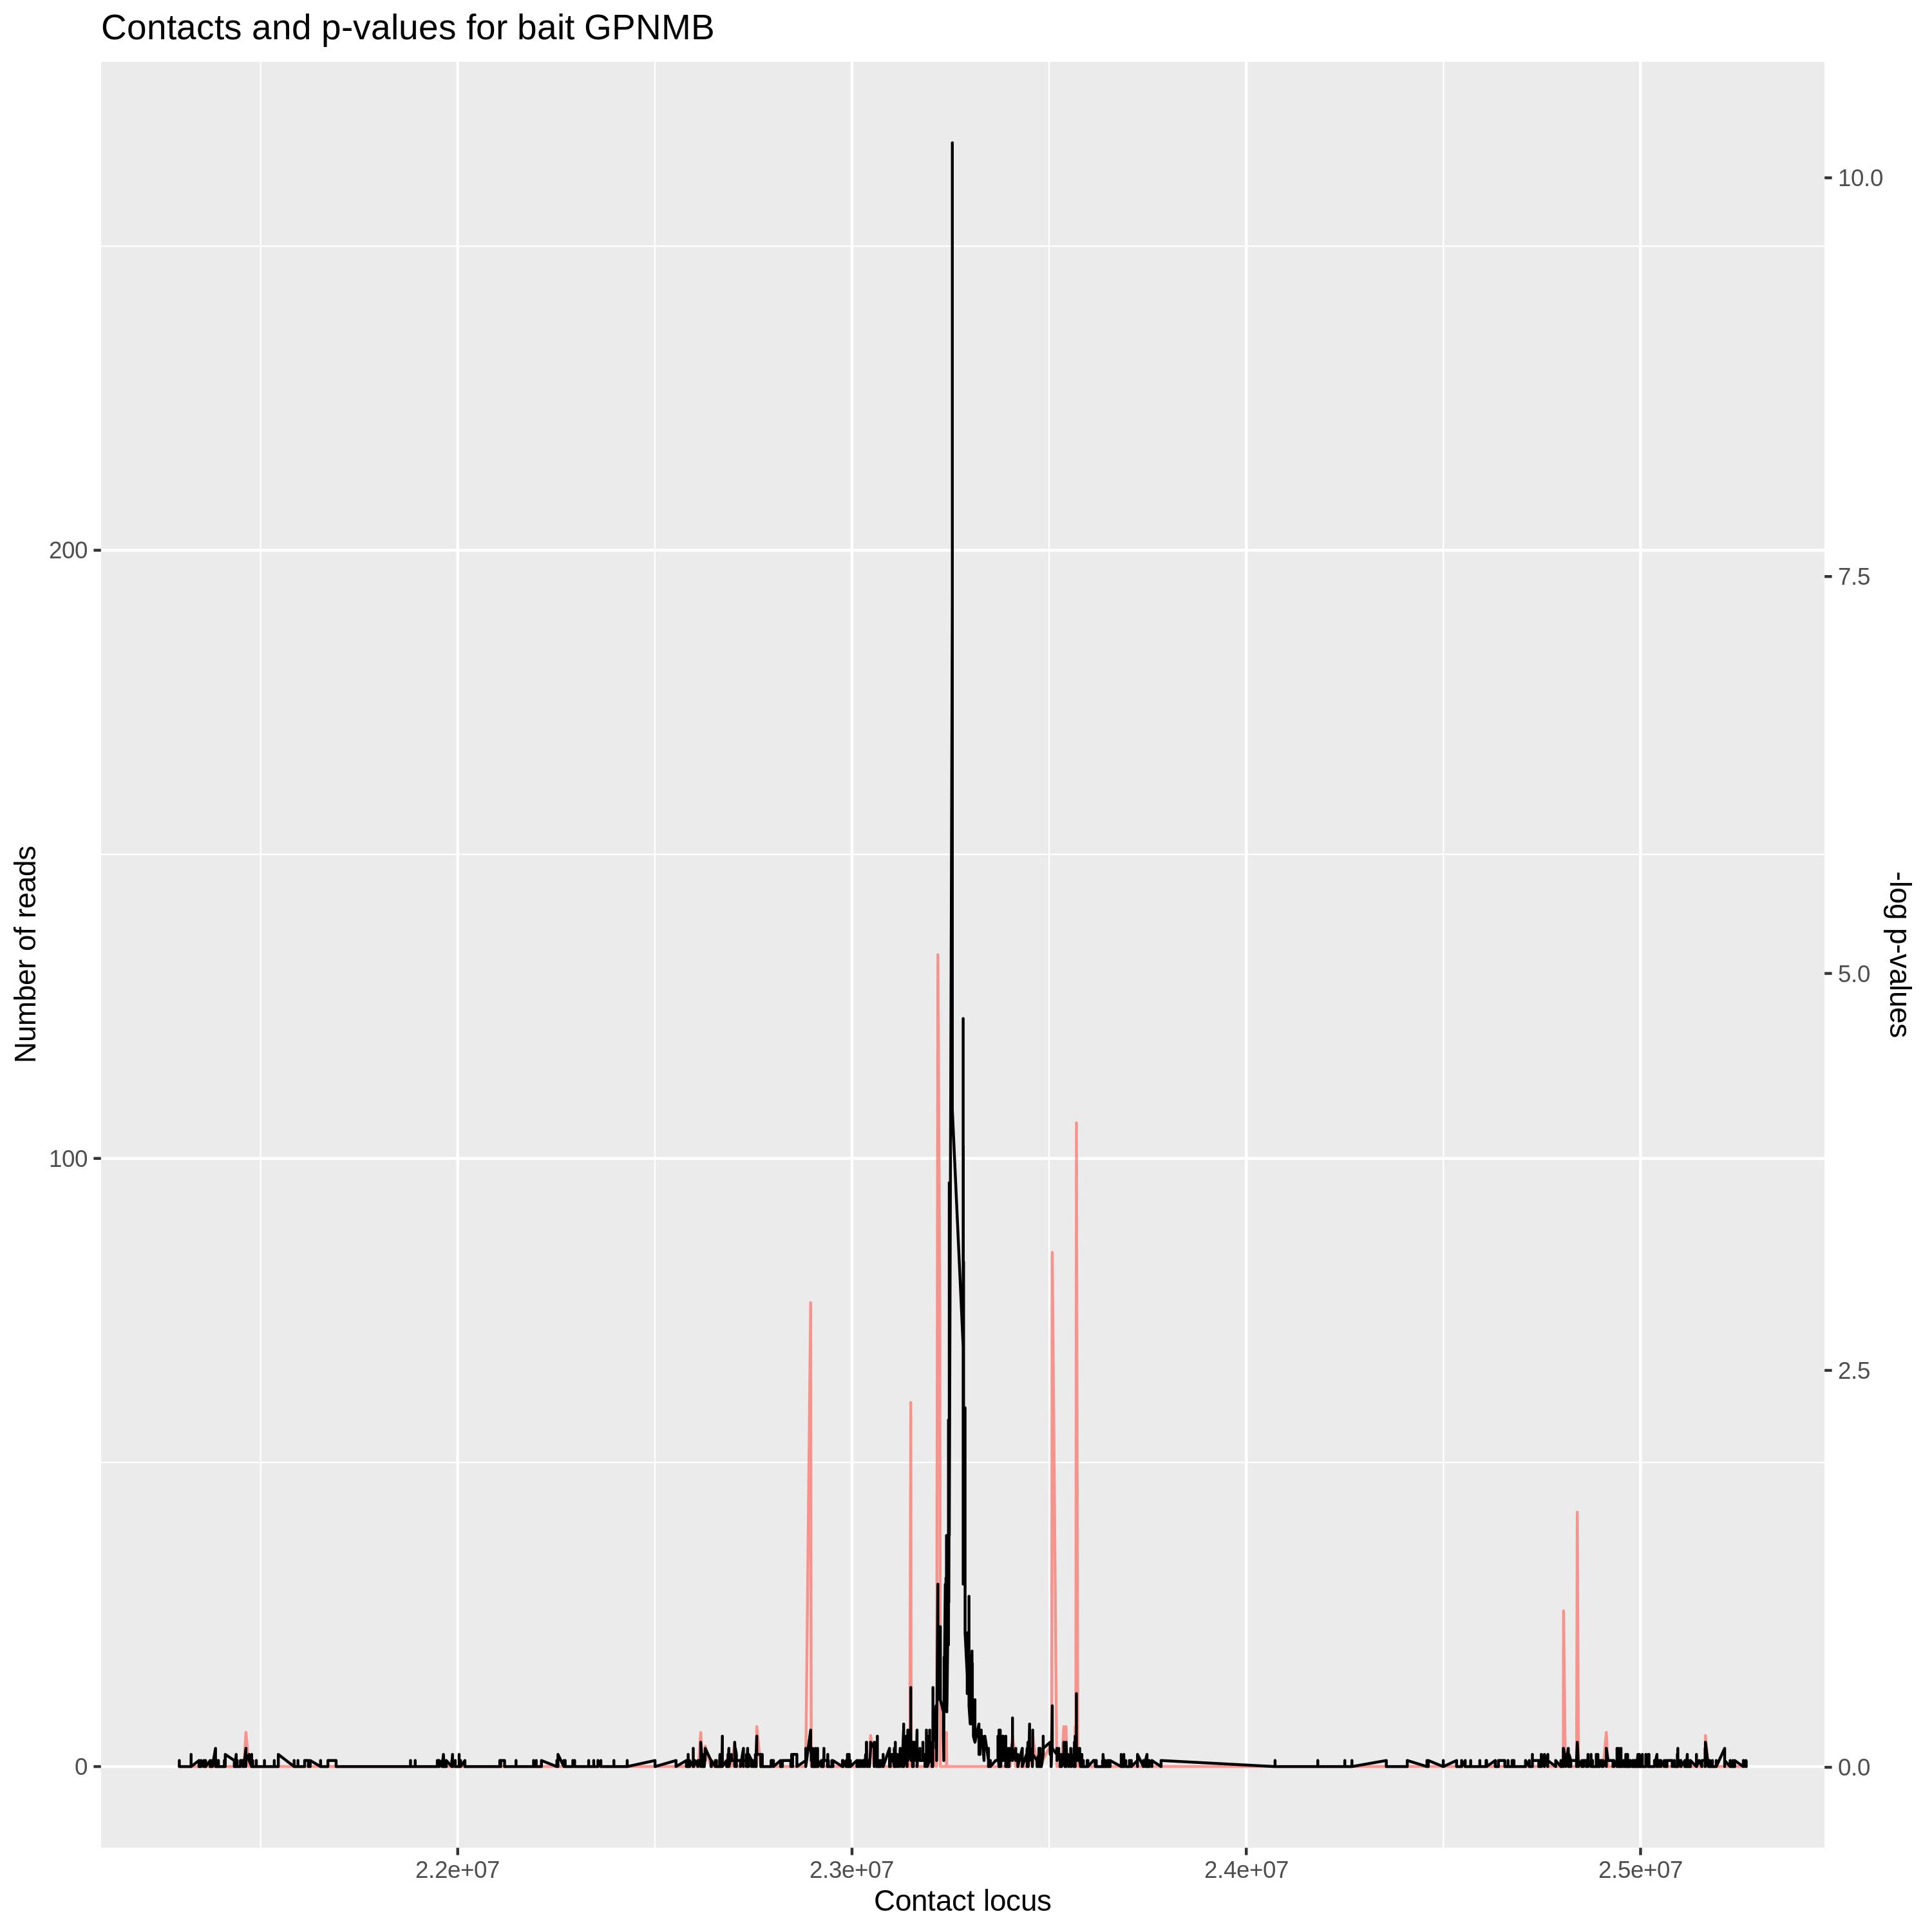 Contacts and p-values for bait GPNMB
Number of reads
200
100
0
10.0
7.5
5.0
2.5
0.0
-log p-values
2.2e+07
2.3e+07
2.4e+07
2.5e+07
Contact locus